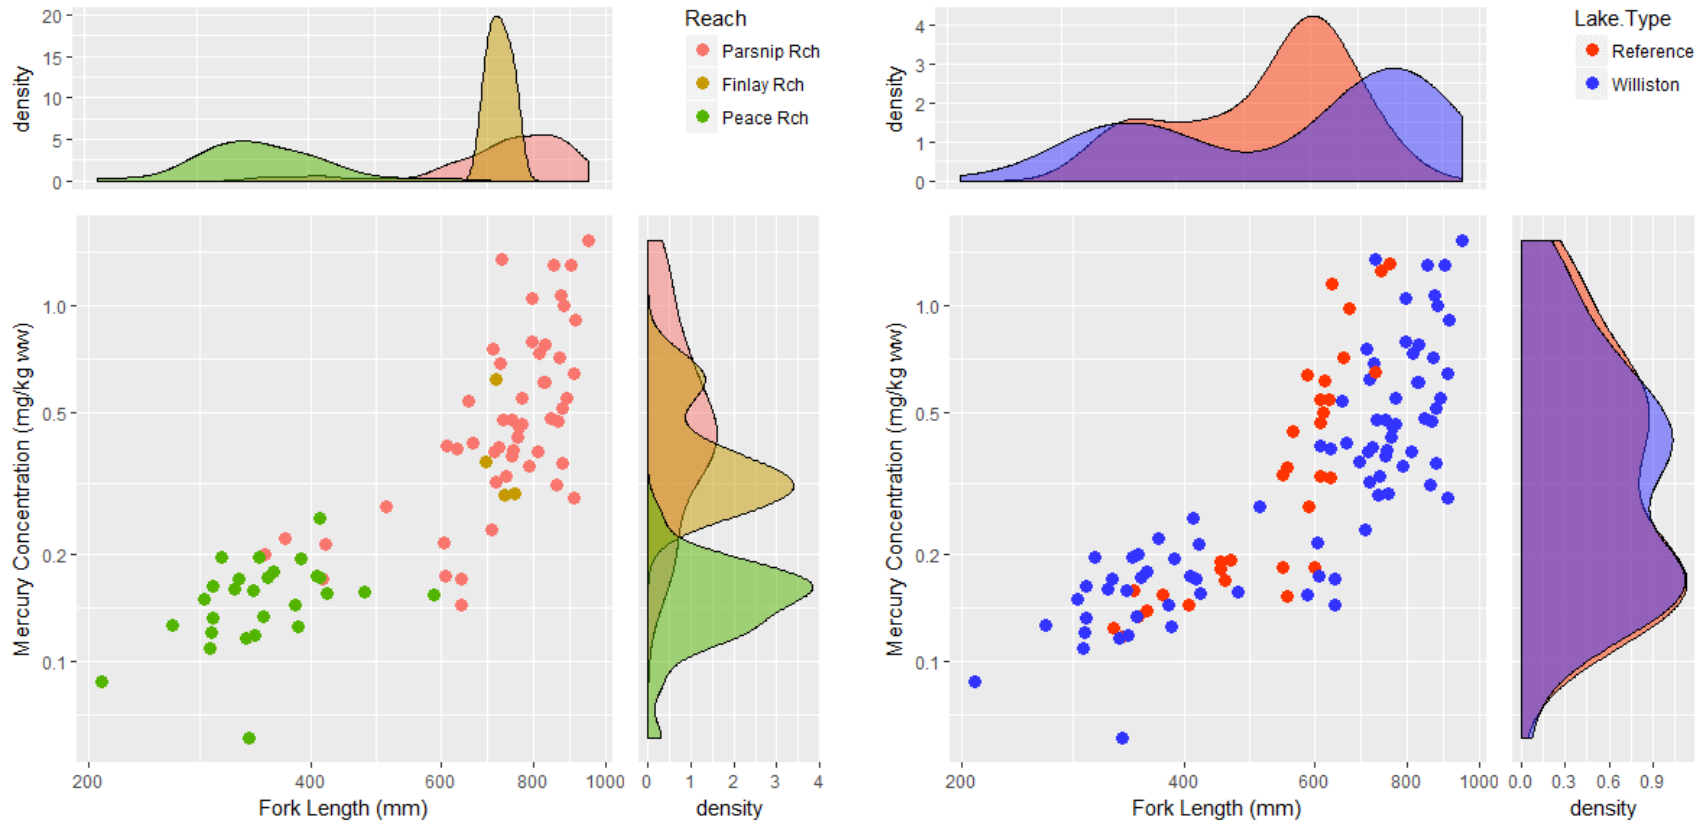 20
15
10
5
0
density
Reach
Parsnip Rch
Finlay Rch
Peace Rch
4
3
2
1
0
density
Lake.Type
Reference
Williston
1.0
0.5
0.2
0.1
Mercury Concentration (mg/kg ww)
200 400 600 800 1000
Fork Length (mm)
0 1 2 3 4
density
1.0
0.5
0.2
0.1
Mercury Concentration (mg/kg ww)
200 400 600 800 1000
Fork Length (mm)
0.0 0.3 0.6 0.9
density